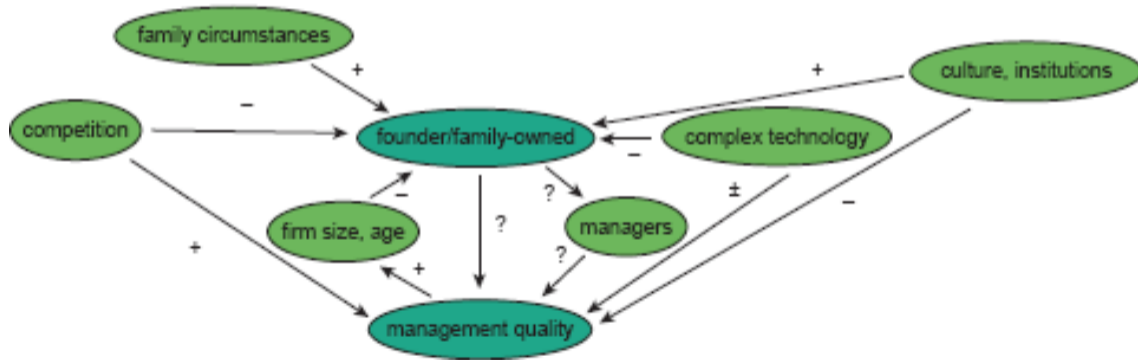 family circumstances
+
culture, institutions
+
–
competition
founder/family-owned
complex technology
–
–
?
±
–
firm size, age
?
managers
+
?
+
management quality